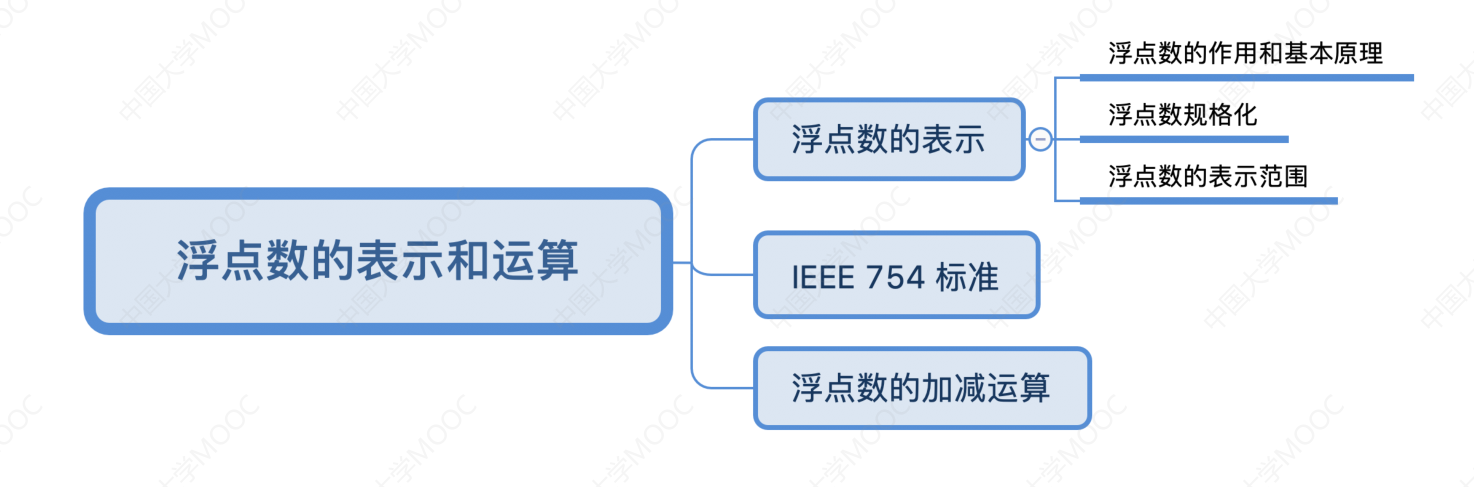 浮点数的表示和运算
浮点数的表示
浮点数的作用和基本原理
浮点数规格化
浮点数的表示范围
IEEE 754 标准
浮点数的加减运算
中国大学MOOC